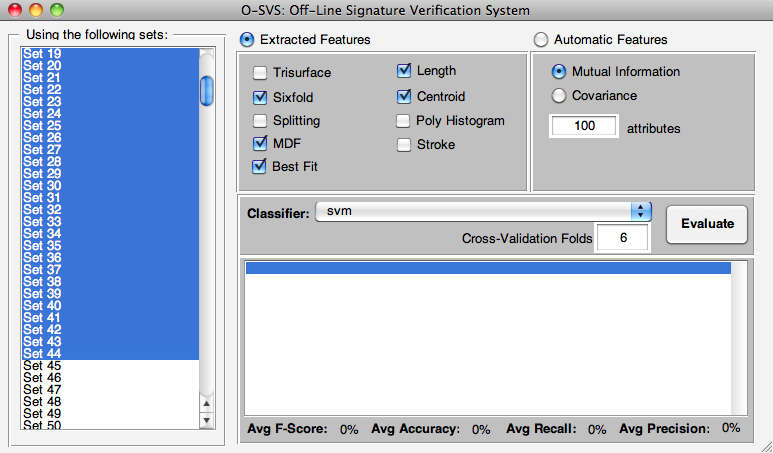 O-SVS: Off-Line Signature Verification System
Using the following sets:
Set 19
Set 20
Set 21
Set 22
Set 23
Set 24
Set 25
Set 26
Set 27
Set 28
Set 29
Set 30
Set 31
Set 32
Set 33
Set 34
Set 35
Set 36
Set 37
Set 38
Set 39
Set 40
Set 41
Set 42
Set 43
Set 44
Set 45
Set 46
Set 47
Set 48
Set 49
Set 50
Extracted Features
Trisurface
Sixfold
Splitting
MDF
Best Fit
Length
Centroid
Poly Histogram
Stroke
Automatic Features
Mutual Information
Covariance
100 attributes
Classifier: svm
Cross-Validation Folds 6
Evaluate
Avg F-Score: 0% Avg Accuracy: 0% Avg Recall: 0% Avg Precision: 0%